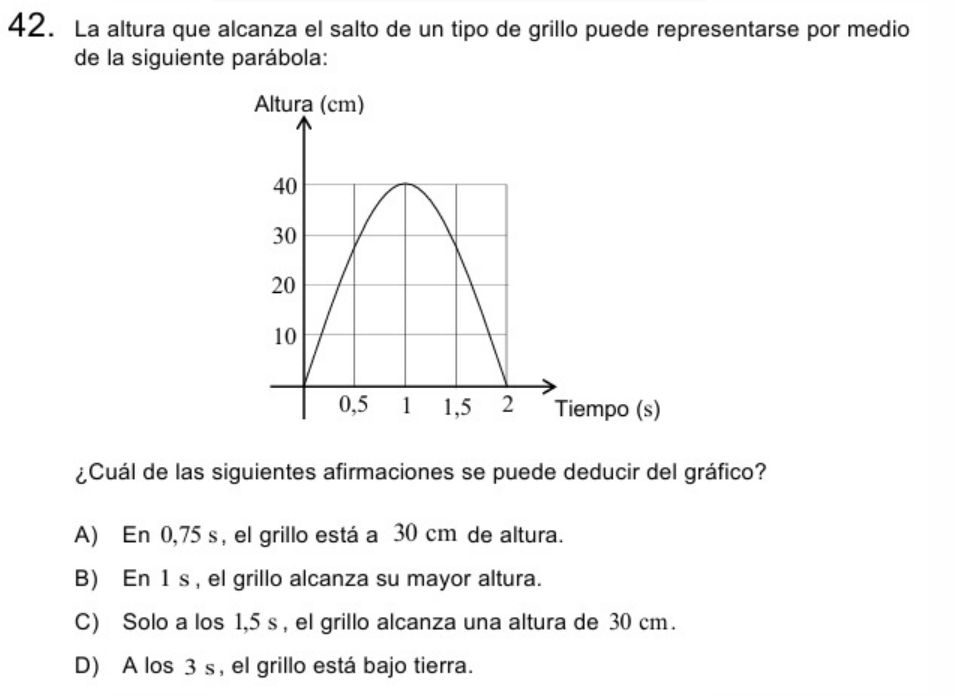 42. La altura que alcanza el salto de un tipo de grillo puede representarse por medio
de la siguiente parábola:
Altura (cm)
40
30
20
10
0,5 1 1,5 2 Tiempo (s)
¿Cuál de las siguientes afirmaciones se puede deducir del gráfico?
A) En 0,75 s, el grillo está a 30 cm de altura.
B) En 1 s, el grillo alcanza su mayor altura.
C) Solo a los 1,5 s, el grillo alcanza una altura de 30 cm.
D) A los 3 s, el grillo está bajo tierra.